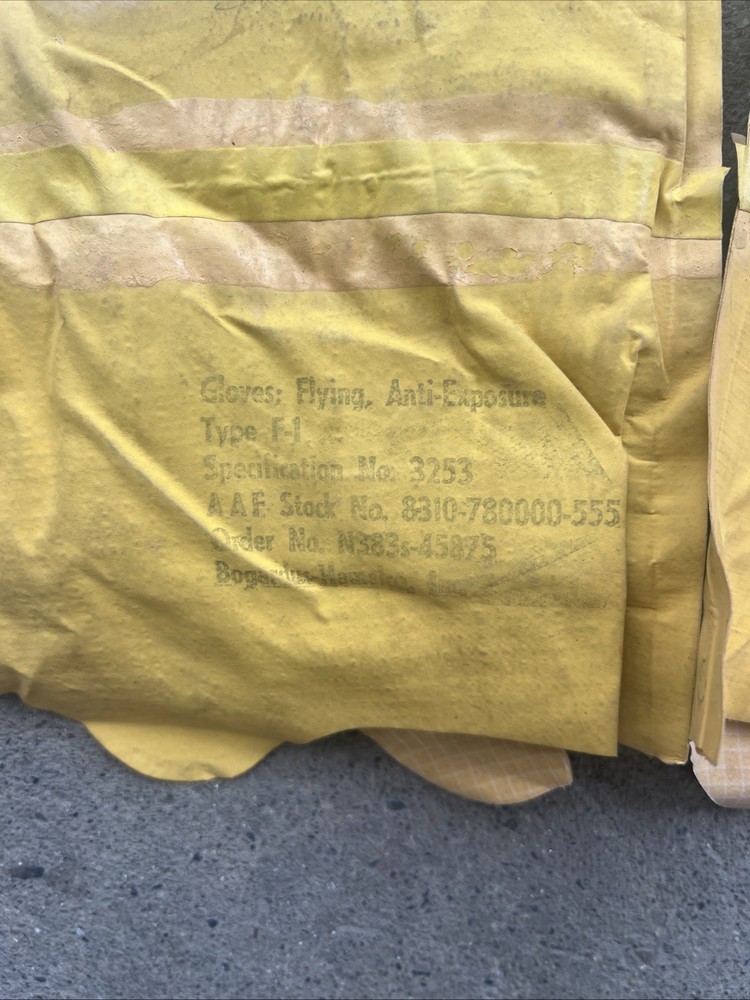 Gloves: Flying, Anti-Exposure
Type F-1
Specification No: 3253
A A F. Stock No. 8310-780000-555
Order No. N383s-45875